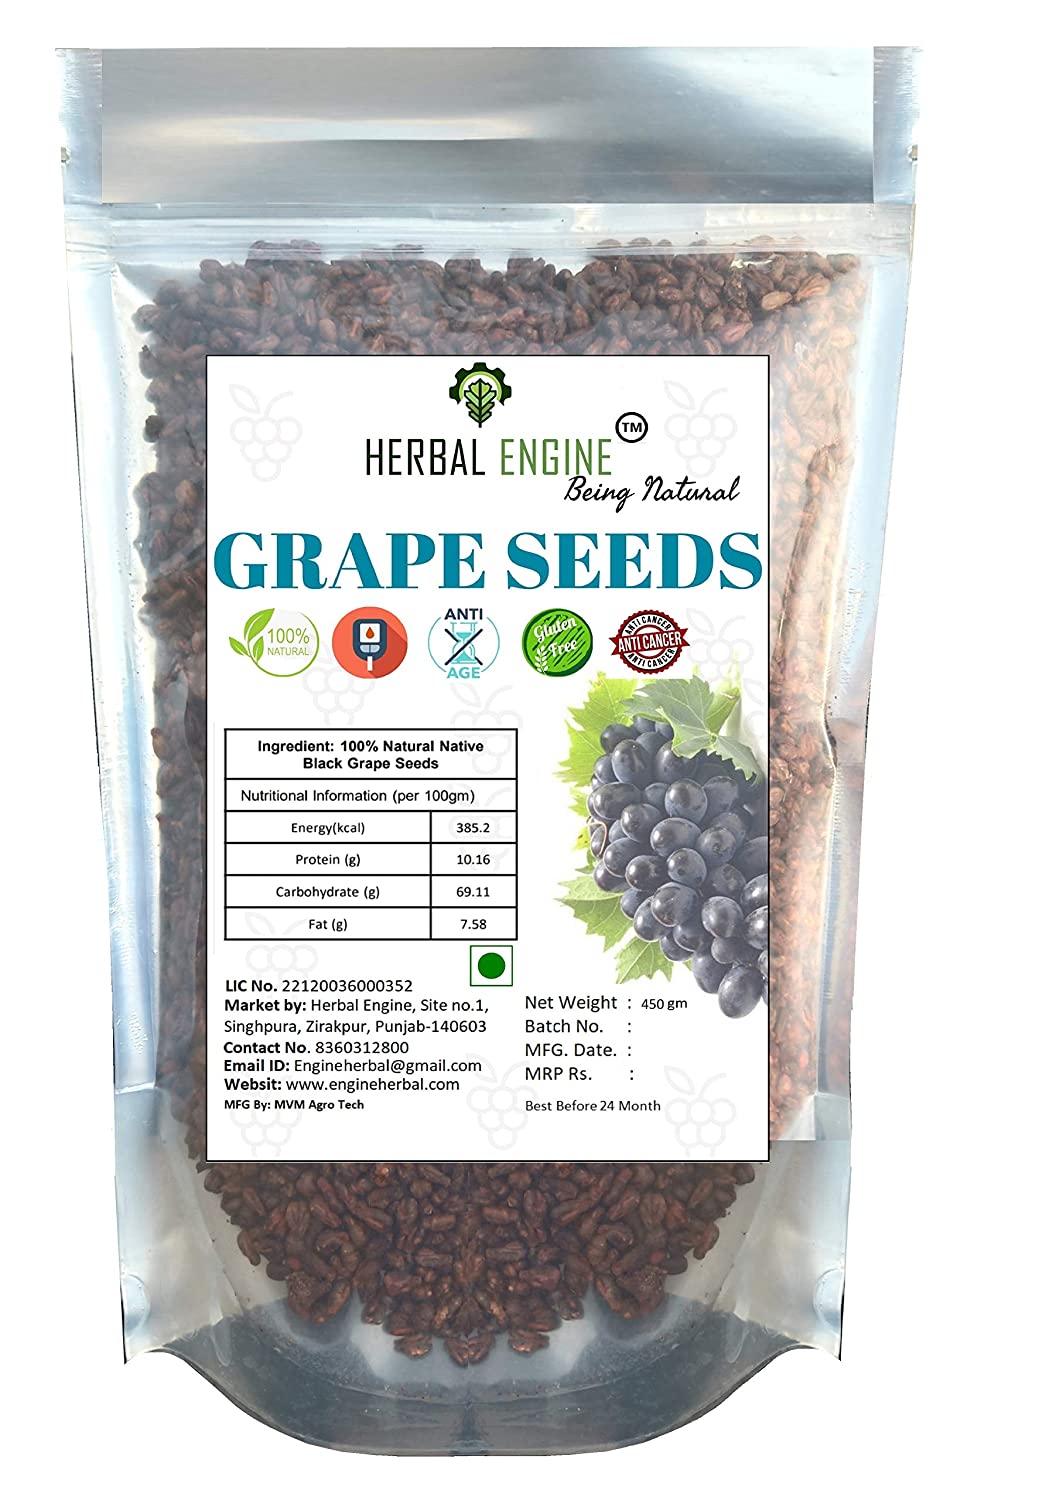 HERBAL ENGINE TM
Being Natural
GRAPE SEEDS
100%
NATURAL
ANTI
AGE
Gluten
Free
ANTI CANCER
ANTI CANCER
ANTI CANCER
Ingredient: 100% Natural Native
Black Grape Seeds
Nutritional Information (per 100gm)
Energy(kcal) 385.2
Protein (g) 10.16
Carbohydrate (g) 69.11
Fat (g) 7.58
LIC No. 22120036000352
Market by: Herbal Engine, Site no.1,
Singhpura, Zirakpur, Punjab-140603
Contact No. 8360312800
Email ID: Engineherbal@gmail.com
Websit: www.engineherbal.com
MFG By: MVM Agro Tech
Net Weight : 450 gm
Batch No. :
MFG. Date. :
MRP Rs. :
Best Before 24 Month